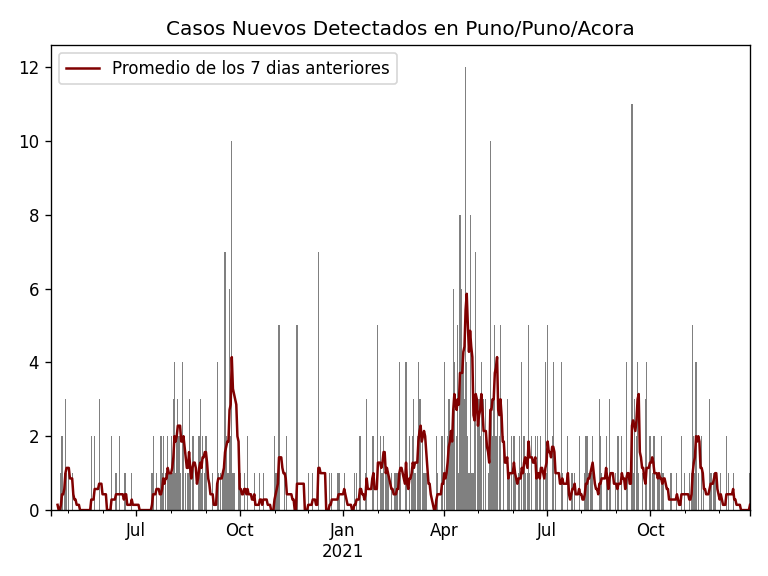 Casos Nuevos Detectados en Puno/Puno/Acora
Promedio de los 7 dias anteriores
12
10
8
6
4
2
0
Jul
Oct
Jan
2021
Apr
Jul
Oct